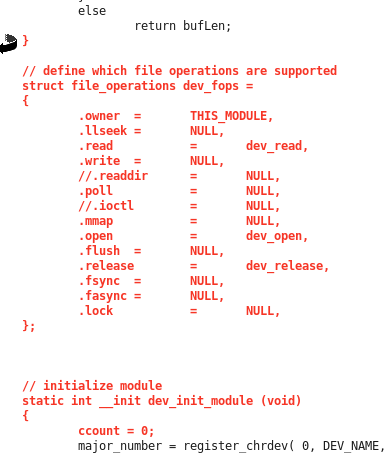 else
return bufLen;
}
// define which file operations are supported
struct file_operations dev_fops =
{
.owner = THIS_MODULE,
.llseek = NULL,
.read = dev_read,
.write = NULL,
//.readdir = NULL,
.poll = NULL,
//.ioctl = NULL,
.mmap = NULL,
.open = dev_open,
.flush = NULL,
.release = dev_release,
.fsync = NULL,
.fasync = NULL,
.lock = NULL,
};
// initialize module
static int __init dev_init_module (void)
{
ccount = 0;
major_number = register_chrdev( 0, DEV_NAME,